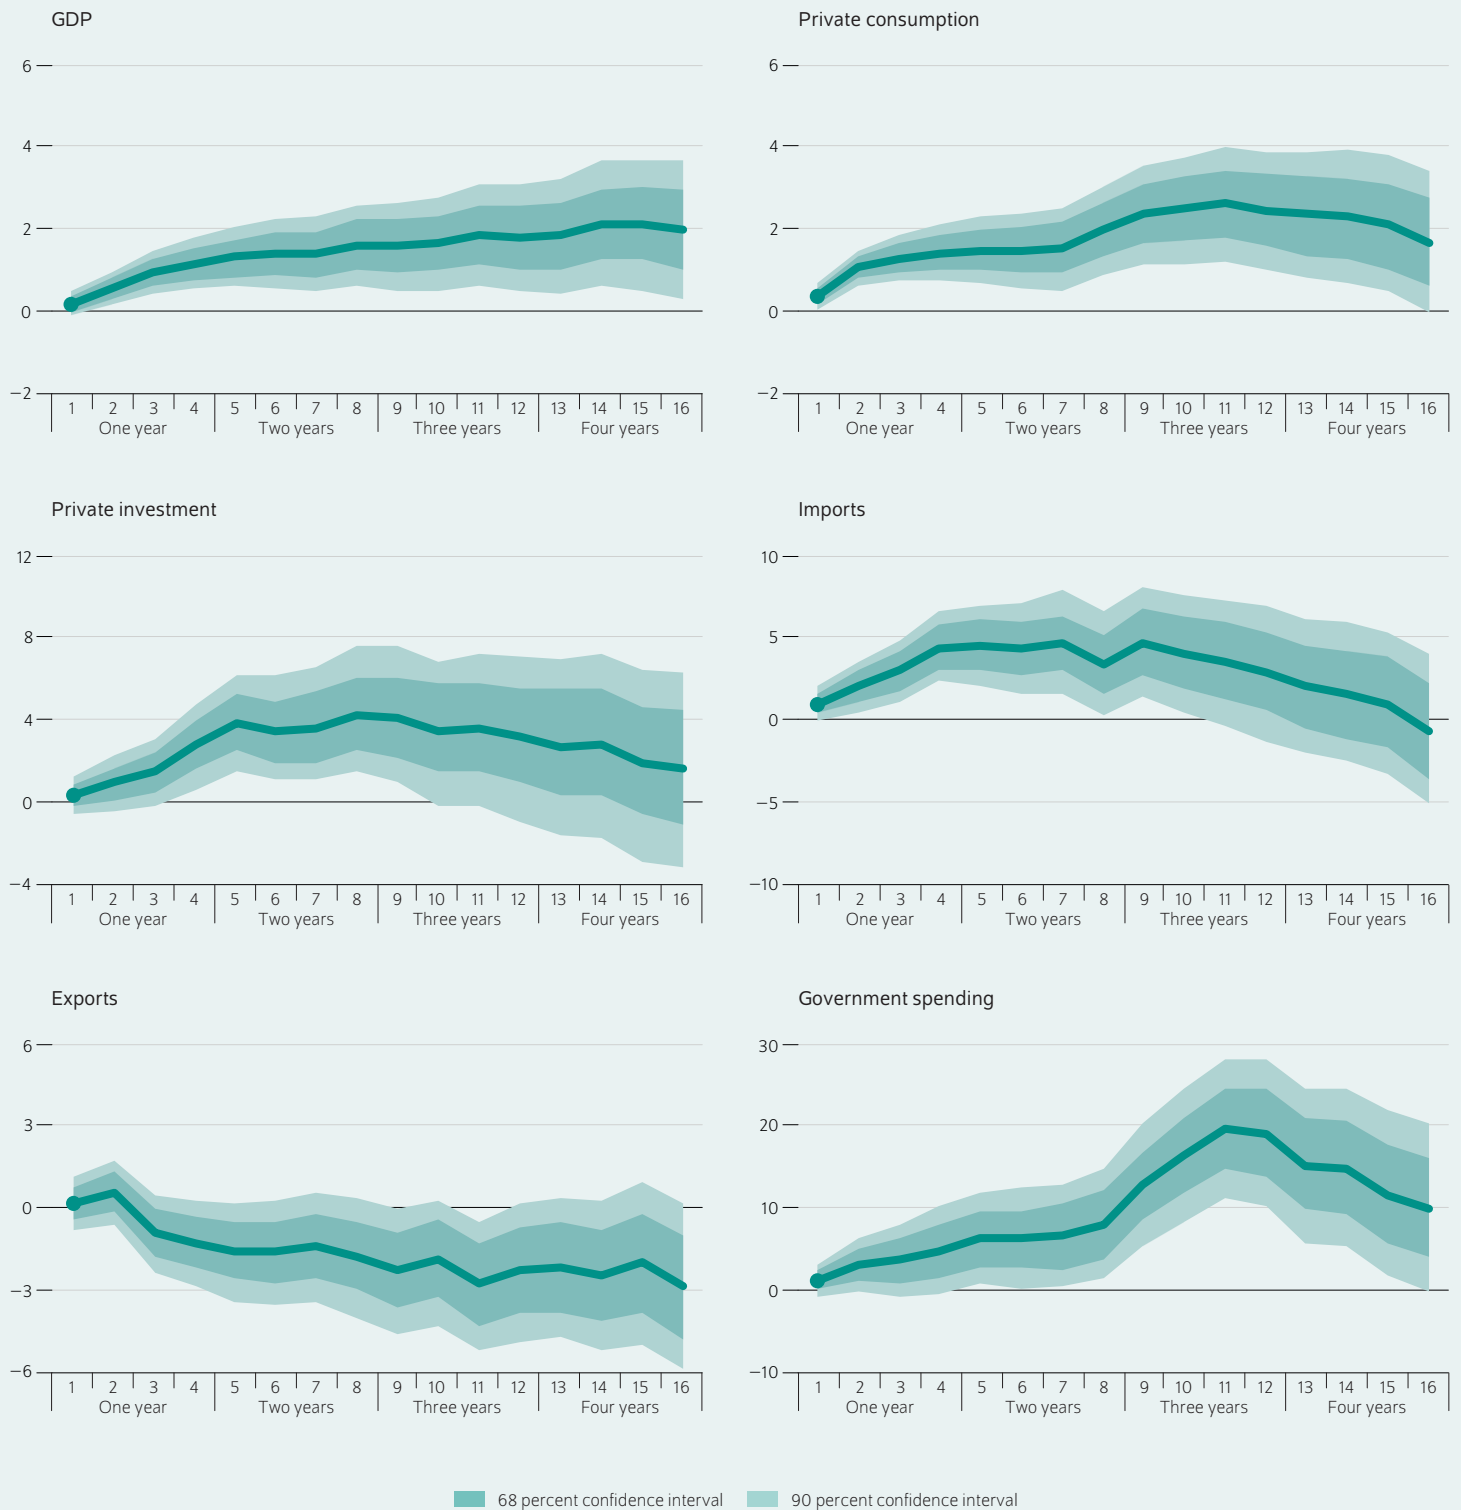 GDP
6
4
2
0
−2
1 2 3 4 5 6 7 8 9 10 11 12 13 14 15 16
One year Two years Three years Four years
Private consumption
6
4
2
0
−2
1 2 3 4 5 6 7 8 9 10 11 12 13 14 15 16
One year Two years Three years Four years
Private investment
12
8
4
0
−4
1 2 3 4 5 6 7 8 9 10 11 12 13 14 15 16
One year Two years Three years Four years
Imports
10
5
0
−5
−10
1 2 3 4 5 6 7 8 9 10 11 12 13 14 15 16
One year Two years Three years Four years
Exports
6
3
0
−3
−6
1 2 3 4 5 6 7 8 9 10 11 12 13 14 15 16
One year Two years Three years Four years
Government spending
30
20
10
0
−10
1 2 3 4 5 6 7 8 9 10 11 12 13 14 15 16
One year Two years Three years Four years
68 percent confidence interval 90 percent confidence interval